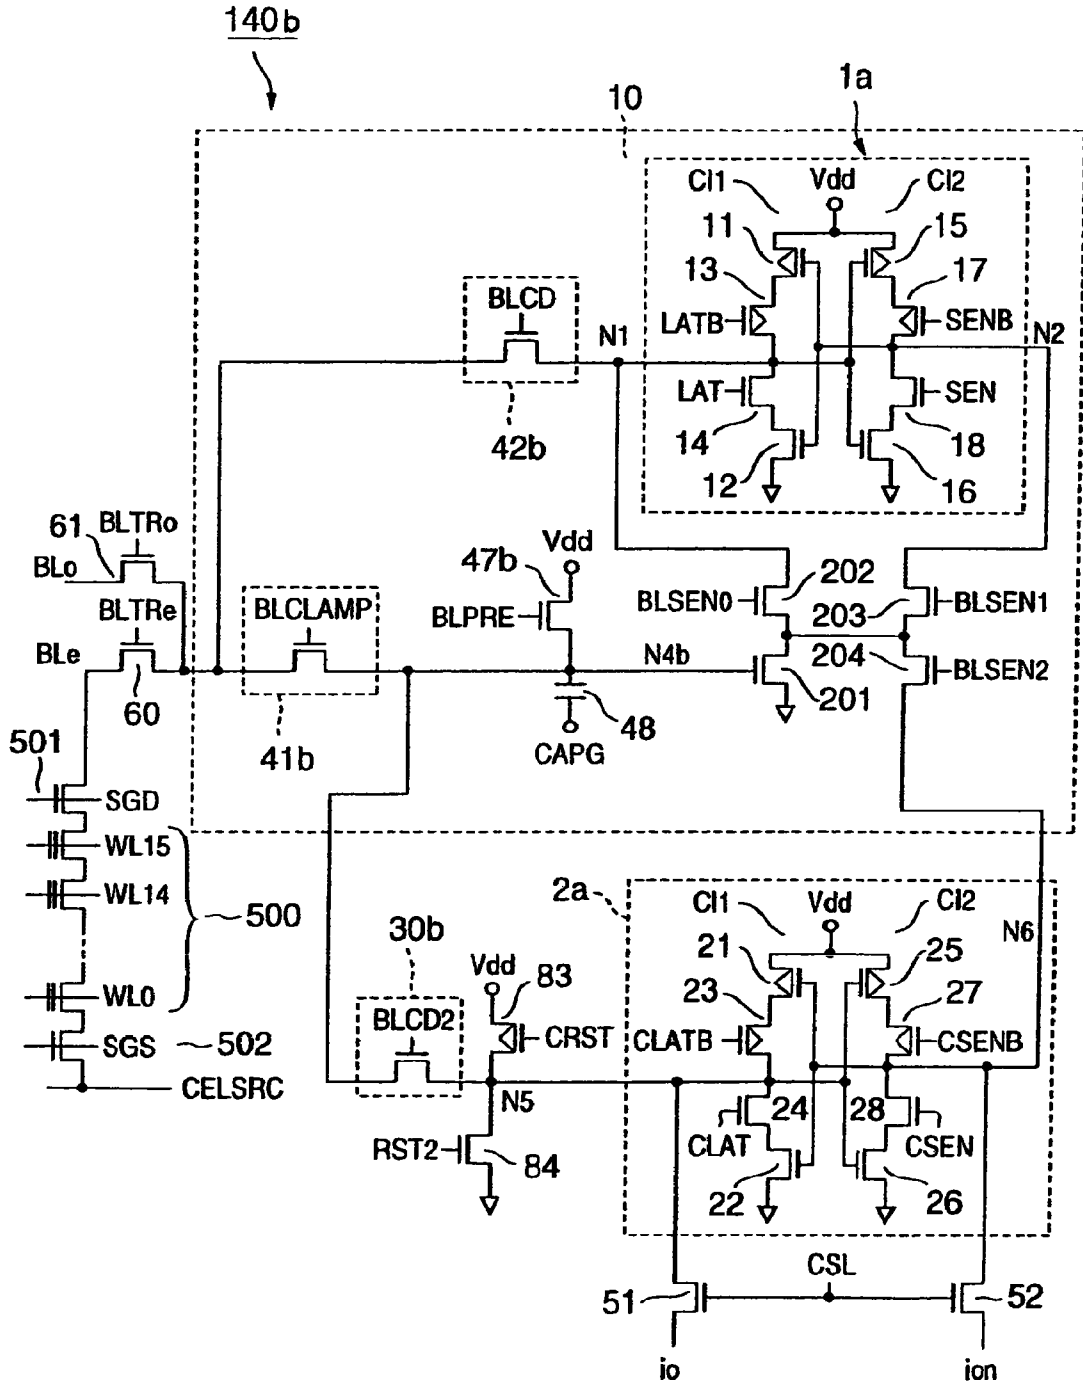 140b
1a
10
CI1
Vdd
CI2
11
15
13
17
BLCD
LATB
SENB
N1
N2
LAT
SEN
14
18
42b
12
16
BLTRo
61
Vdd
47b
BLo
202
BLTRe
BLCLAMP
BLSEN0
BLSEN1
BLPRE
203
BLe
N4b
204
BLSEN2
60
201
48
501
41b
CAPG
SGD
WL15
WL14
2a
CI1
Vdd
CI2
500
30b
N6
21
25
Vdd
83
23
27
WL0
BLCD2
CRST
CLATB
CSENB
SGS
502
CELSRC
N5
24
28
CLAT
CSEN
RST2
84
22
26
CSL
51
52
io
ion